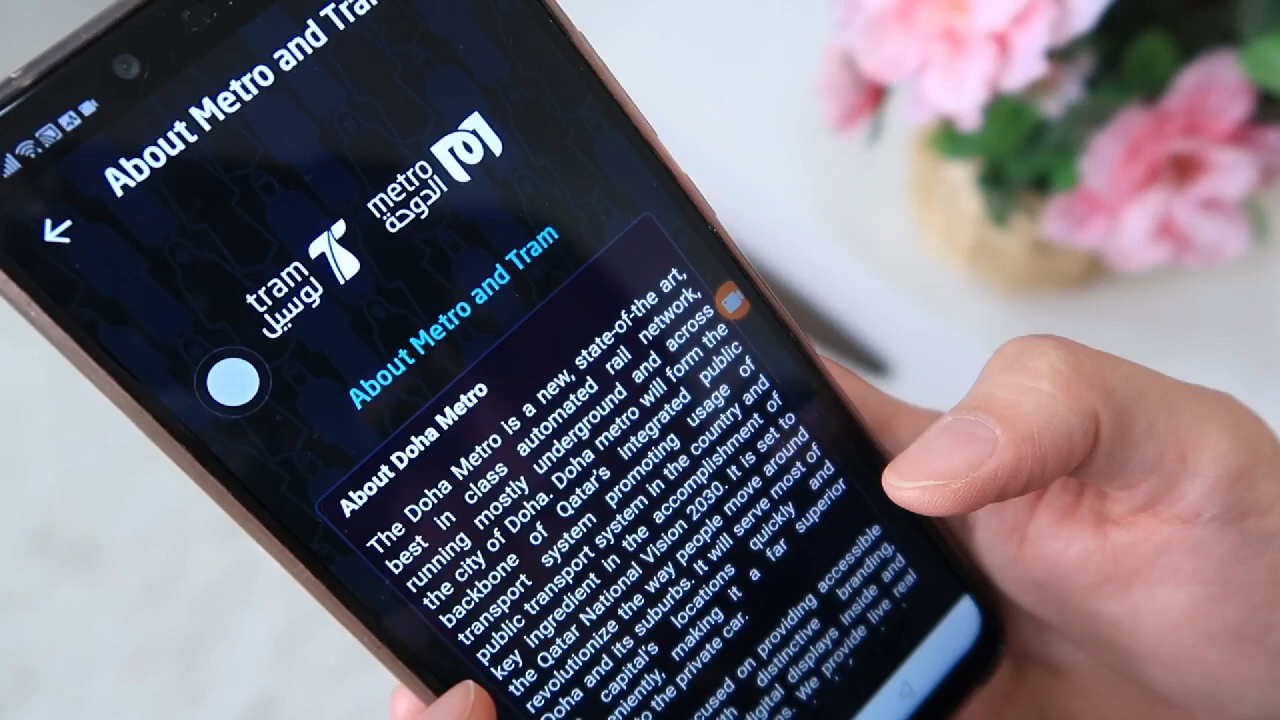 About Metro and Tram
tram
لوسيل
metro
الدوحة
About Metro and Tram
About Doha Metro
The Doha Metro is a new, state-of-the art,
best in class automated rail network,
running mostly underground and across
the city of Doha. Doha metro will form the
backbone of Qatar's integrated public
transport system promoting usage of
public transport system in the country and
key ingredient in the accomplishment of
the Qatar National Vision 2030. It is set to
revolutionize the way people move around
Doha and its suburbs. It will serve most of
capital's locations quickly and
making it a far superior
to the private car.
on providing accessible
distinctive branding,
digital displays inside and
We provide live real